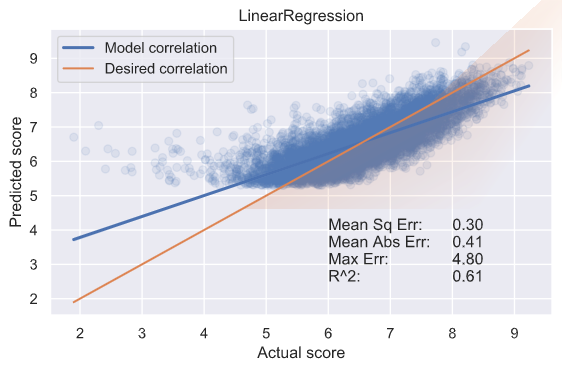 LinearRegression
Model correlation
Desired correlation
Predicted score
9
8
7
6
5
4
3
2
Mean Sq Err: 0.30
Mean Abs Err: 0.41
Max Err: 4.80
R^2: 0.61
2 3 4 5 6 7 8 9
Actual score